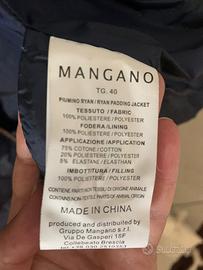 MANGANO
TG. 40
PIUMINO RYAN / RYAN PADDING JACKET
TESSUTO / FABRIC
100% POLIESTERE / POLYESTER
FODERA/LINING
100% POLIESTERE / POLYESTER
APPLICAZIONE / APPLICATION
75% COTONE / COTTON
20% POLIESTERE / POLYESTER
5% ELASTANE / ELASTHAN
IMBOTTITURA / FILLING
100% POLIESTERE / POLYESTER
CONTIENE PARTI NON TESSILI DI ORIGINE ANIMALE
CONTAINS NON-TEXTILE PARTS OF ANIMAL ORIGIN
MADE IN CHINA
produced and distributed by
Gruppo Mangano s.r.l.
Via De Gasperi 15F
Collebeato Brescia
subito